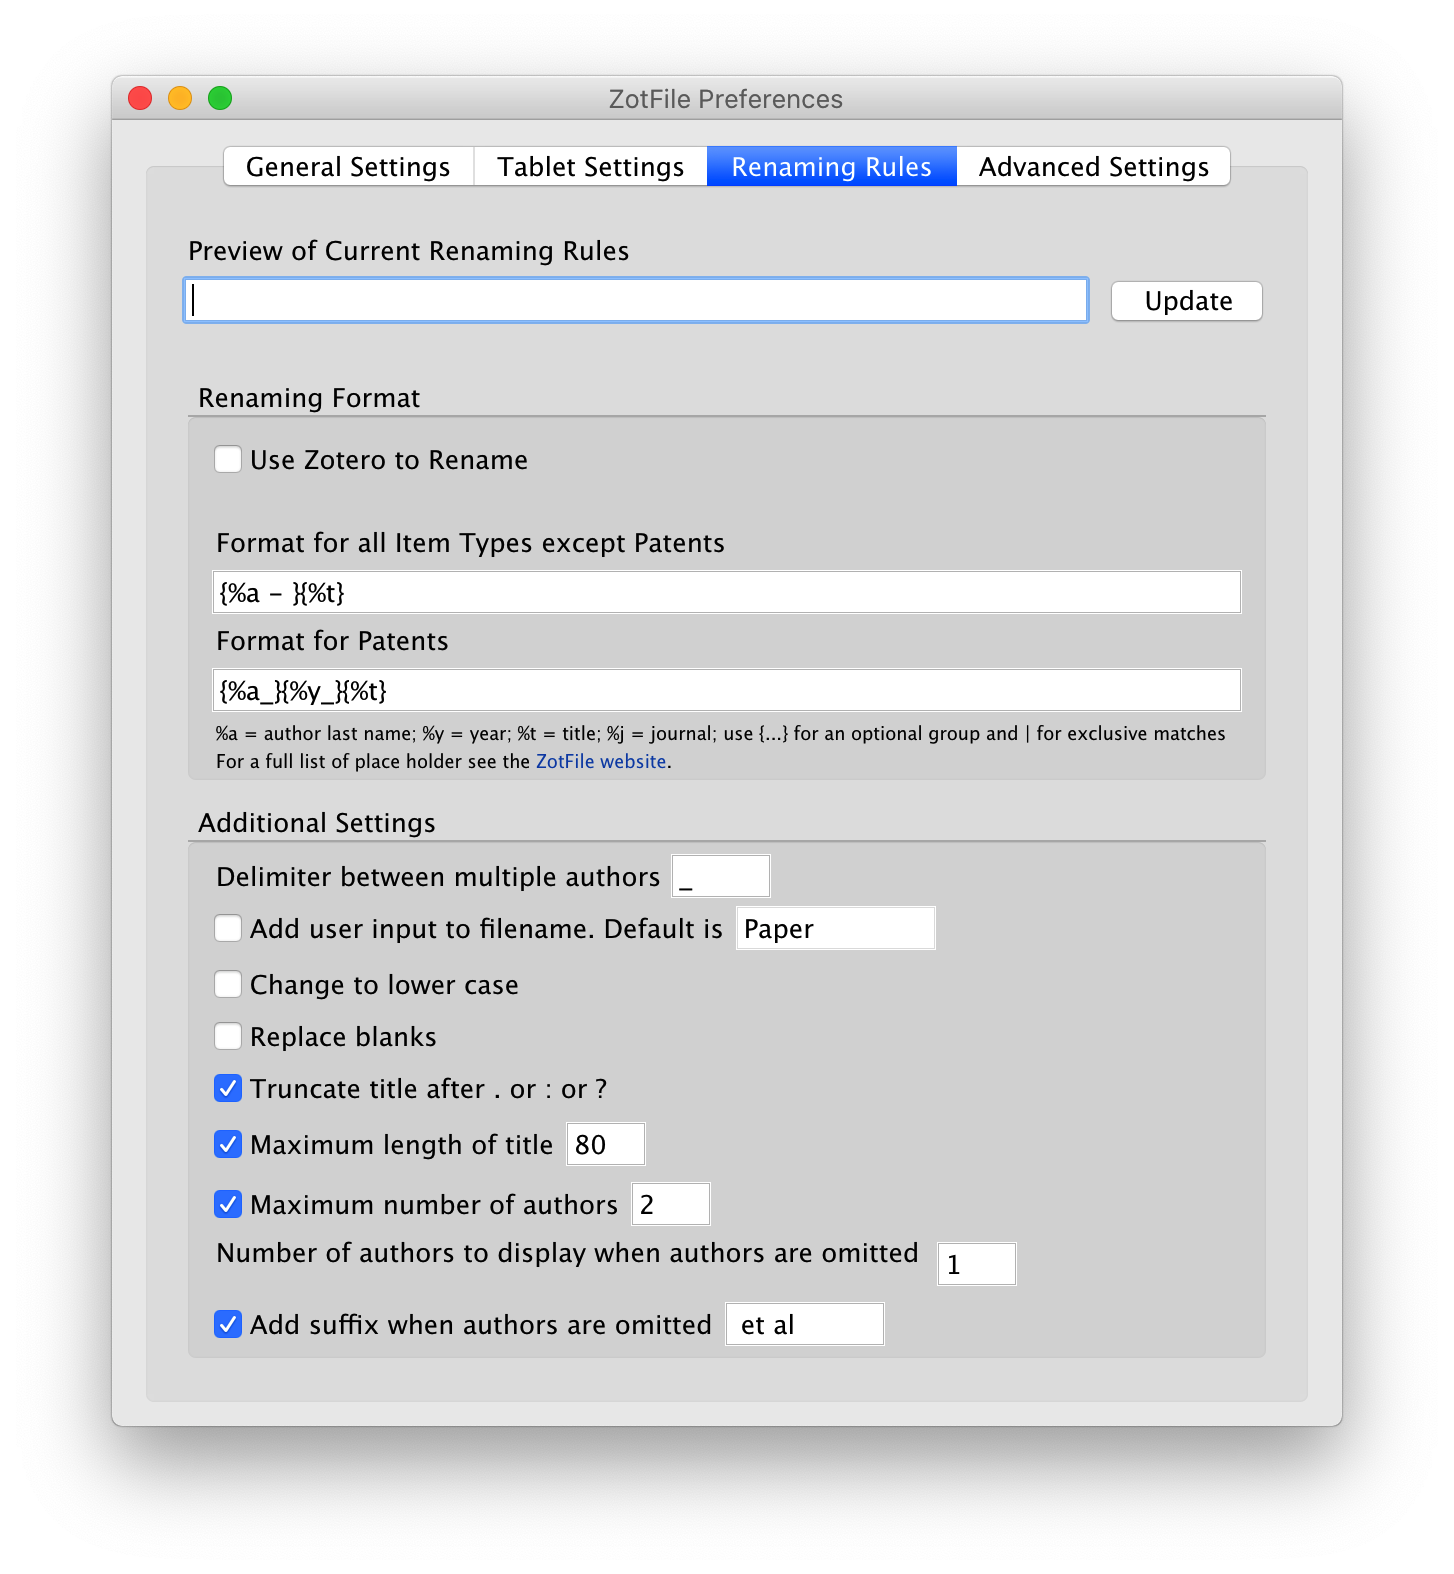 ZotFile Preferences
General Settings Tablet Settings Renaming Rules Advanced Settings
Preview of Current Renaming Rules
Update
Renaming Format
Use Zotero to Rename
Format for all Item Types except Patents
{%a - }{%t}
Format for Patents
{%a_}{%y_}{%t}
%a = author last name; %y = year; %t = title; %j = journal; use {...} for an optional group and | for exclusive matches
For a full list of place holder see the ZotFile website.
Additional Settings
Delimiter between multiple authors _
Add user input to filename. Default is Paper
Change to lower case
Replace blanks
Truncate title after . or : or ?
Maximum length of title 80
Maximum number of authors 2
Number of authors to display when authors are omitted 1
Add suffix when authors are omitted et al